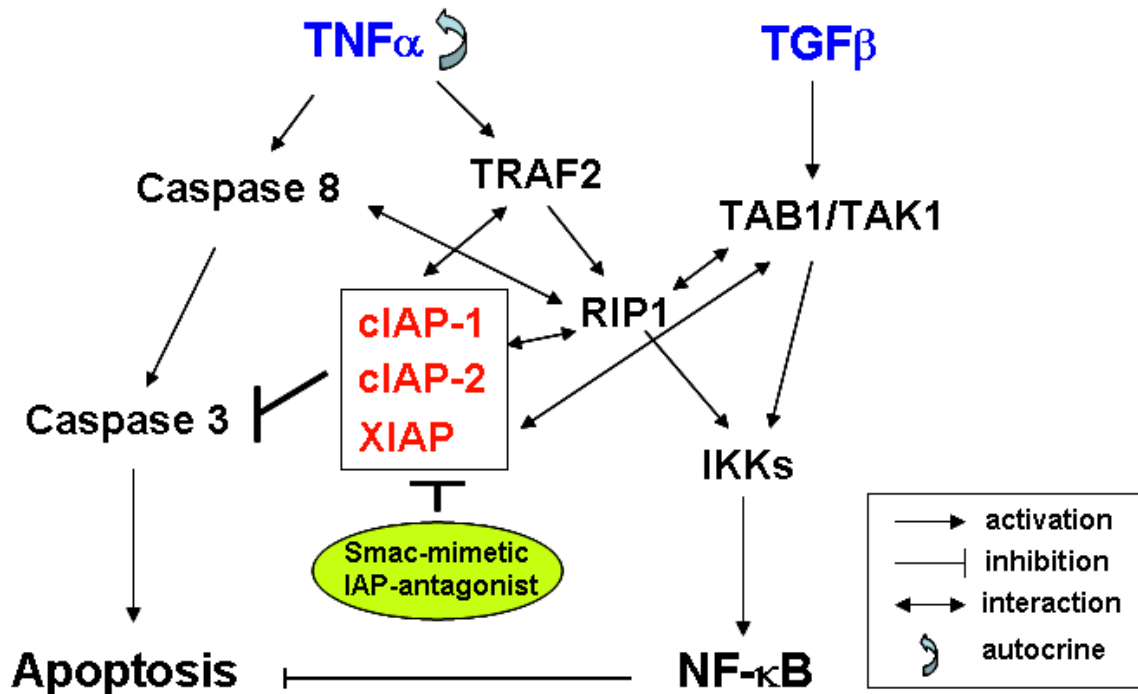 TNFα
TGFβ
Caspase 8
TRAF2
TAB1/TAK1
RIP1
cIAP-1
cIAP-2
XIAP
Caspase 3
IKKs
Smac-mimetic
IAP-antagonist
Apoptosis
NF-κB
activation
inhibition
interaction
autocrine